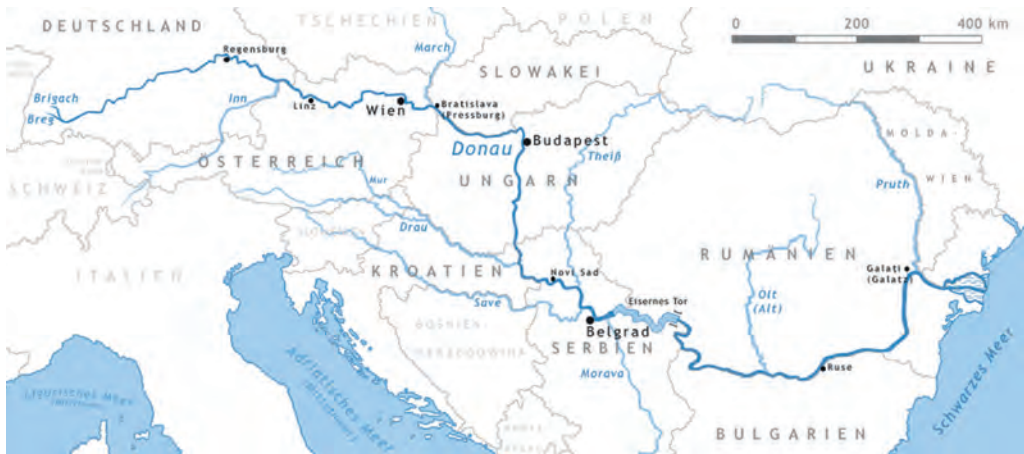 0 200 400 km
DEUTSCHLAND
TSCHECHIEN
POLEN
UKRAINE
Regensburg
March
SLOWAKEI
Brigach
Breg
Inn
Linz
Wien
Bratislava
(Pressburg)
MOLDA-
WIEN
Donau
Budapest
Theiß
ÖSTERREICH
SCHWEIZ
UNGARN
Mur
Pruth
Drau
RUMÄNIEN
ITALIEN
KROATIEN
Novi Sad
Galați
(Galatz)
Save
Olt
(Alt)
Eisernes Tor
Belgrad
SERBIEN
BOSNIEN-
HERZEGOWINA
Morava
Ruse
Ligurisches Meer
(Mittelmeer)
Adriatisches Meer
(Mittelmeer)
Schwarzes Meer
BULGARIEN